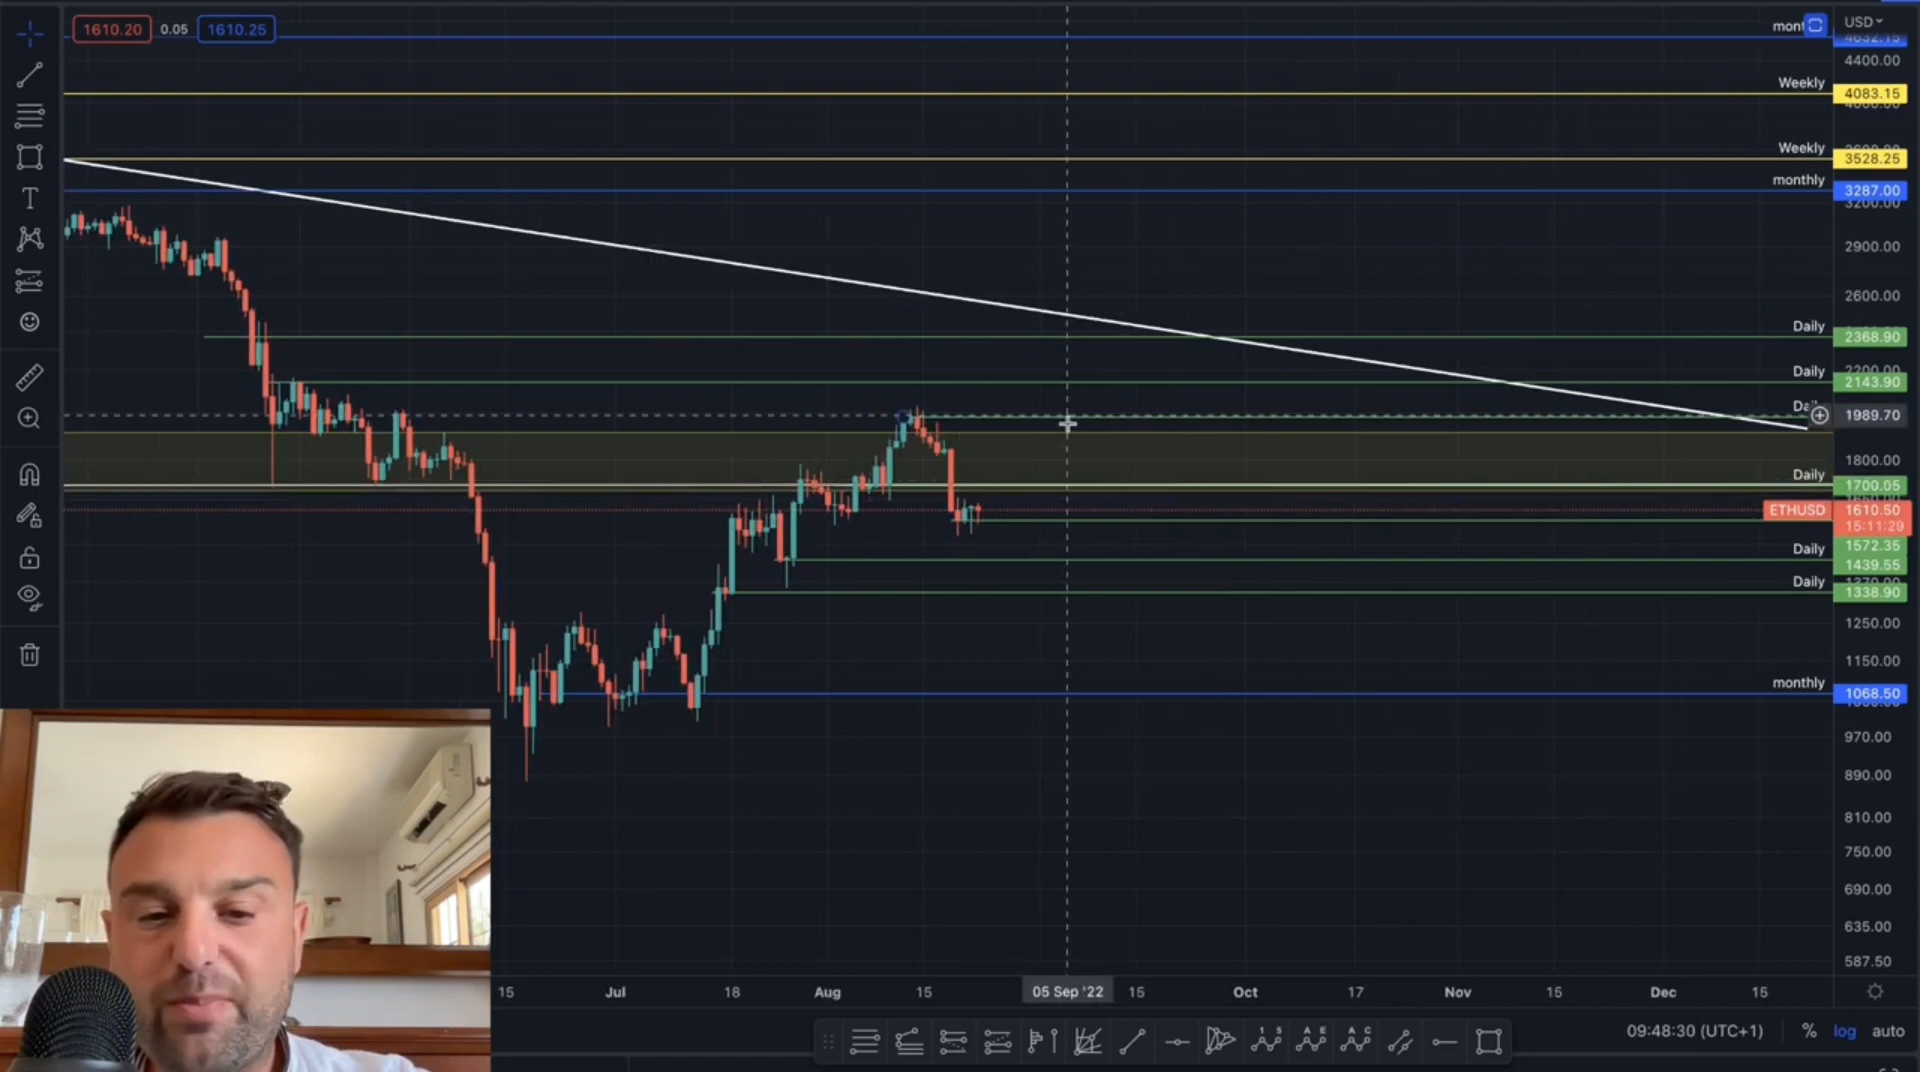 1610.20 0.05 1610.25
USD
4632.15
4400.00
Weekly
4083.15
Weekly
3528.25
monthly
3287.00
3200.00
2900.00
2600.00
Daily
2368.90
2200.00
Daily
2143.90
1989.70
1800.00
Daily
1700.05
ETHUSD 1610.50
15:11:29
1572.35
Daily
1439.55
Daily
1338.90
1250.00
1150.00
monthly
1068.50
970.00
890.00
810.00
750.00
690.00
635.00
587.50
15 Jul 18 Aug 15 05 Sep '22 15 Oct 17 Nov 15 Dec 15
09:48:30 (UTC+1) % log auto